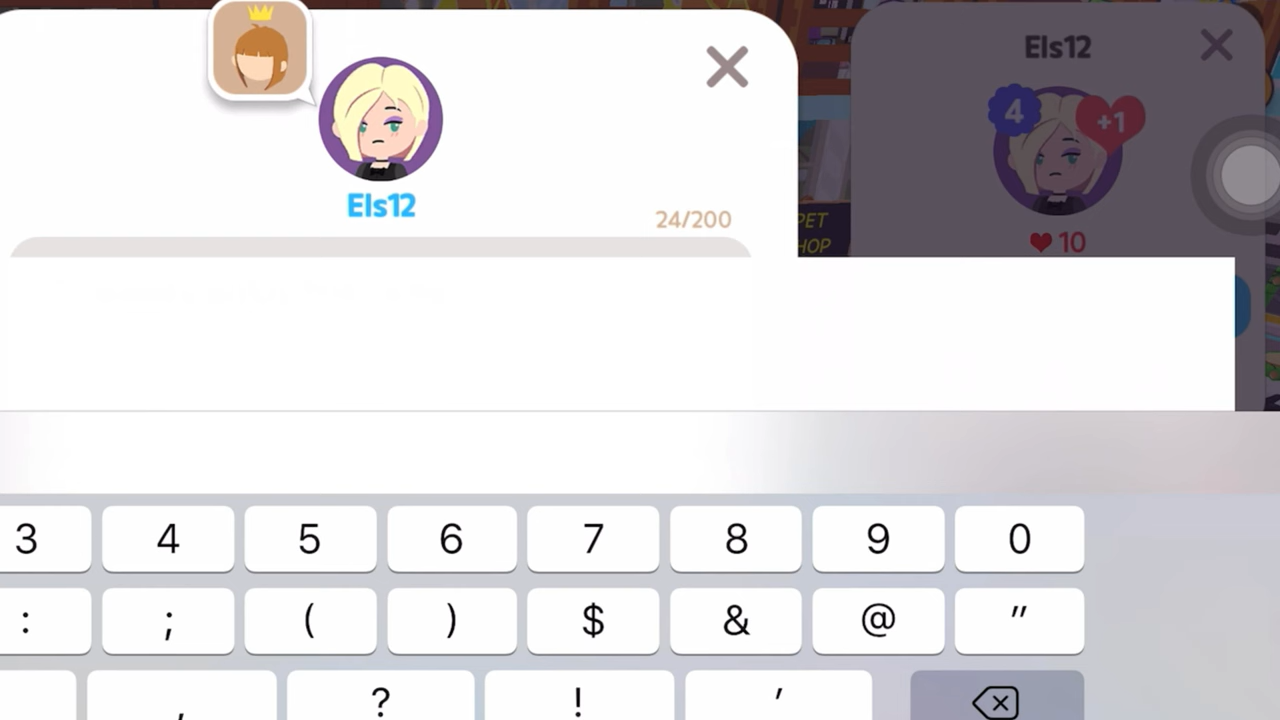 Els12
4
+1
Els12
24/200
10
PET
HOP
3 4 5 6 7 8 9 0
: ; ( ) $ & @ "
, ? ! '